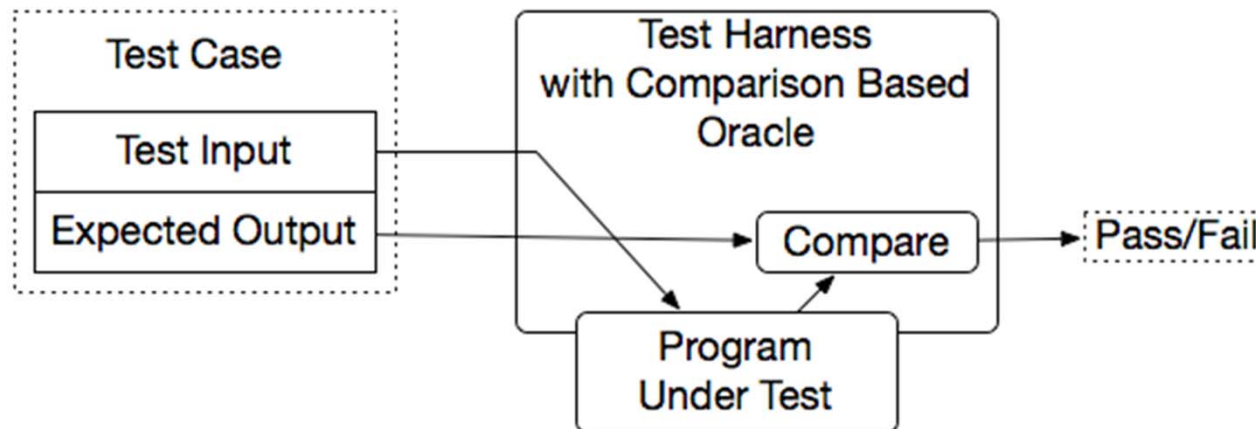 Test Case
Test Input
Expected Output
Test Harness
with Comparison Based
Oracle
Compare
Program
Under Test
Pass/Fail